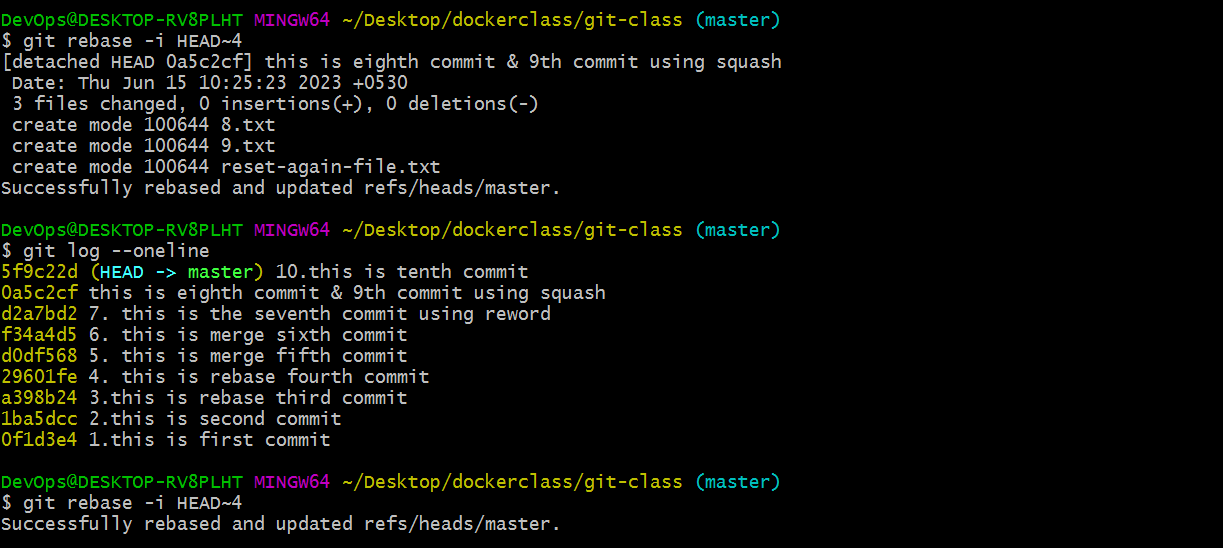 DevOps@DESKTOP-RV8PLHT MINGW64 ~/Desktop/dockerclass/git-class (master)
$ git rebase -i HEAD~4
[detached HEAD 0a5c2cf] this is eighth commit & 9th commit using squash
 Date: Thu Jun 15 10:25:23 2023 +0530
 3 files changed, 0 insertions(+), 0 deletions(-)
 create mode 100644 8.txt
 create mode 100644 9.txt
 create mode 100644 reset-again-file.txt
Successfully rebased and updated refs/heads/master.
DevOps@DESKTOP-RV8PLHT MINGW64 ~/Desktop/dockerclass/git-class (master)
$ git log --oneline
5f9c22d (HEAD -> master) 10.this is tenth commit
0a5c2cf this is eighth commit & 9th commit using squash
d2a7bd2 7. this is the seventh commit using reword
f34a4d5 6. this is merge sixth commit
d0df568 5. this is merge fifth commit
29601fe 4. this is rebase fourth commit
a398b24 3.this is rebase third commit
1ba5dcc 2.this is second commit
0f1d3e4 1.this is first commit
DevOps@DESKTOP-RV8PLHT MINGW64 ~/Desktop/dockerclass/git-class (master)
$ git rebase -i HEAD~4
Successfully rebased and updated refs/heads/master.